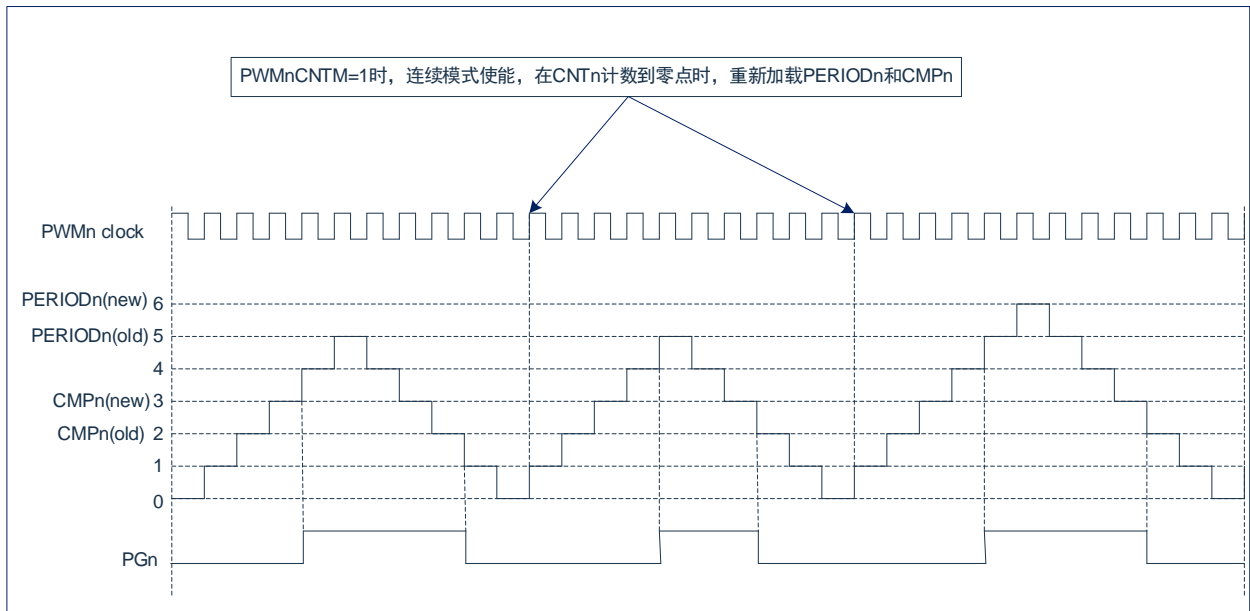 PWMnCNTM=1时，连续模式使能，在CNTn计数到零点时，重新加载PERIODn和CMPn
PWMn clock
PERIODn(new) 6
PERIODn(old) 5
4
CMPn(new) 3
CMPn(old) 2
1
0
PGn